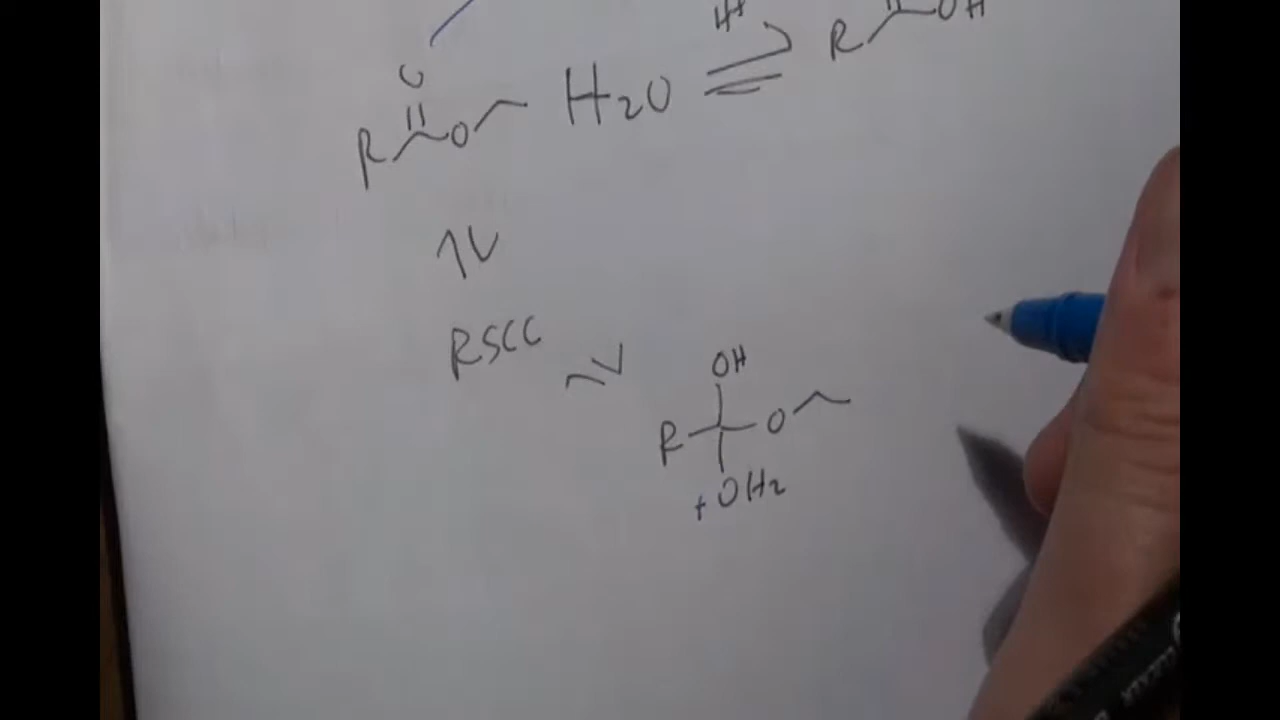 H+
R OH
O
R O H2O
RSCC
OH
R O
+OH2